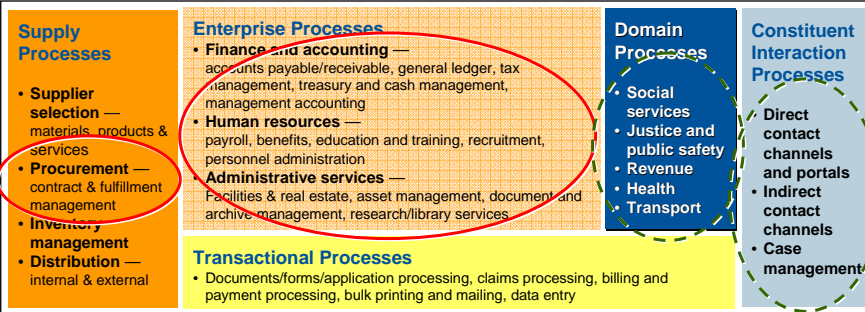 Supply
Processes
• Supplier
selection —
materials, products &
services
• Procurement —
contract & fulfillment
management
• Inventory
management
• Distribution —
internal & external
Enterprise Processes
• Finance and accounting —
accounts payable/receivable, general ledger, tax
management, treasury and cash management,
management accounting
• Human resources —
payroll, benefits, education and training, recruitment,
personnel administration
• Administrative services —
Facilities & real estate, asset management, document and
archive management, research/library services
Transactional Processes
• Documents/forms/application processing, claims processing, billing and
payment processing, bulk printing and mailing, data entry
Domain
Processes
• Social
services
• Justice and
public safety
• Revenue
• Health
• Transport
Constituent
Interaction
Processes
• Direct
contact
channels
and portals
• Indirect
contact
channels
• Case
management